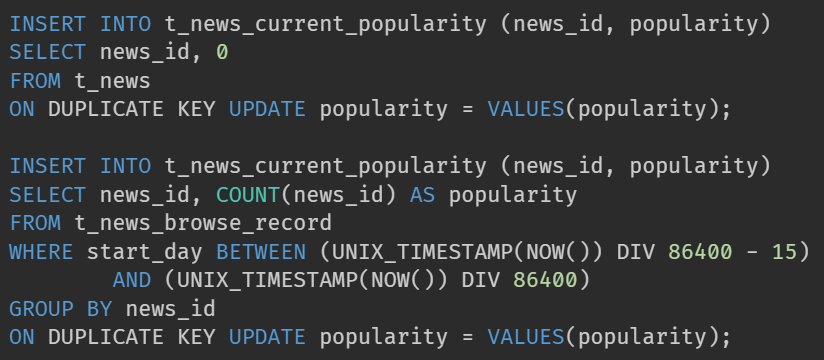 INSERT INTO t_news_current_popularity (news_id, popularity)
SELECT news_id, 0
FROM t_news
ON DUPLICATE KEY UPDATE popularity = VALUES(popularity);

INSERT INTO t_news_current_popularity (news_id, popularity)
SELECT news_id, COUNT(news_id) AS popularity
FROM t_news_browse_record
WHERE start_day BETWEEN (UNIX_TIMESTAMP(NOW()) DIV 86400 - 15)
        AND (UNIX_TIMESTAMP(NOW()) DIV 86400)
GROUP BY news_id
ON DUPLICATE KEY UPDATE popularity = VALUES(popularity);